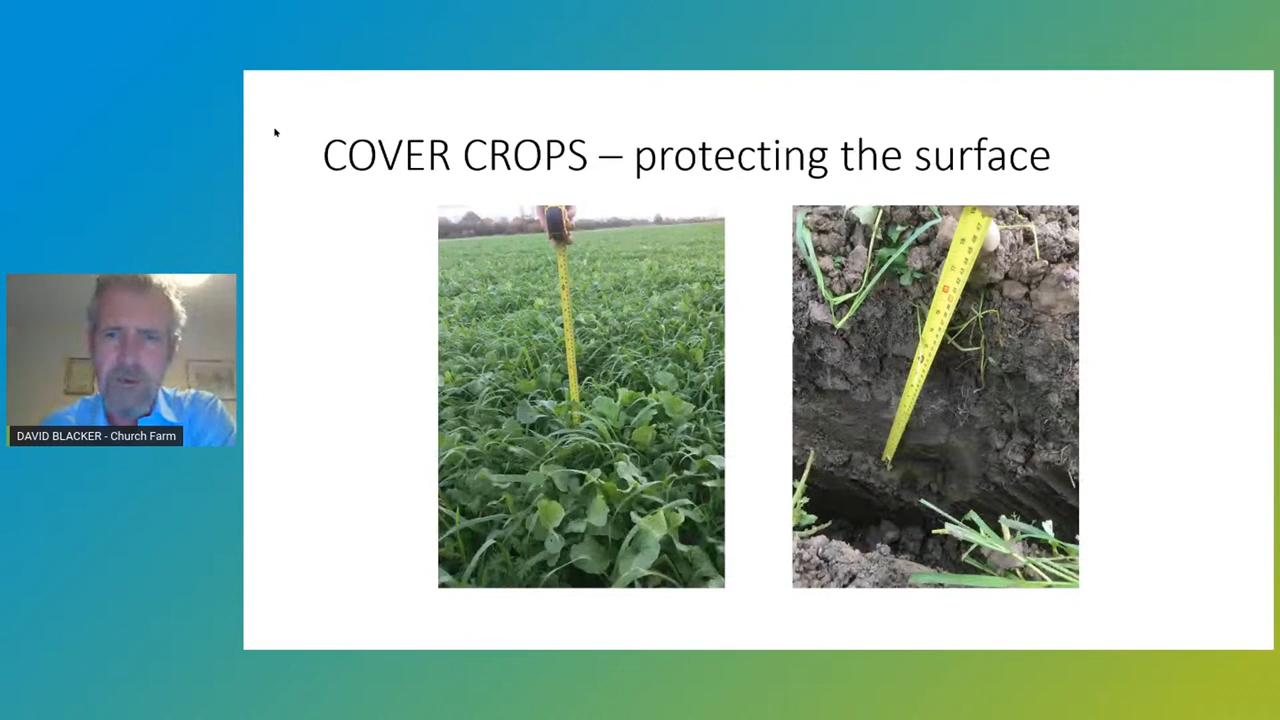 COVER CROPS – protecting the surface
DAVID BLACKER - Church Farm